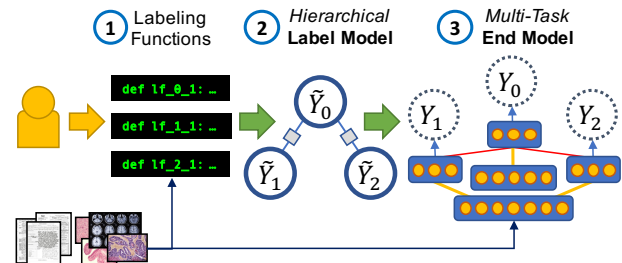 1 Labeling Functions
2 Hierarchical Label Model
3 Multi-Task End Model
def lf_0_1: …
def lf_1_1: …
def lf_2_1: …
Ỹ₀
Ỹ₁
Ỹ₂
Y₀
Y₁
Y₂